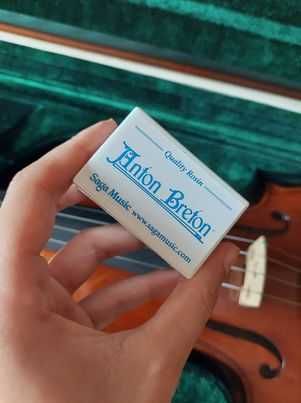 Quality Rosin
Anton Breton
Saga Music www.sagamusic.com